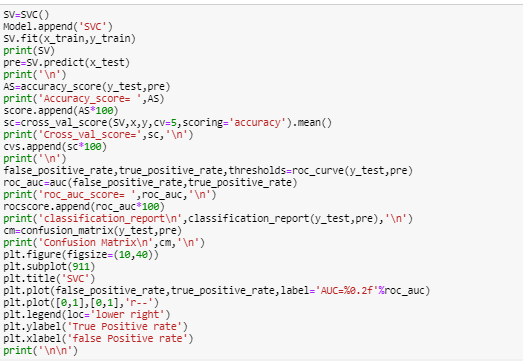 SV=SVC()
Model.append('SVC')
SV.fit(x_train,y_train)
print(SV)
pre=SV.predict(x_test)
print('\n')
AS=accuracy_score(y_test,pre)
print('Accuracy_score= ',AS)
score.append(AS*100)
sc=cross_val_score(SV,x,y,cv=5,scoring='accuracy').mean()
print('Cross_val_score=',sc,'\n')
cvs.append(sc*100)
print('\n')
false_positive_rate,true_positive_rate,thresholds=roc_curve(y_test,pre)
roc_auc=auc(false_positive_rate,true_positive_rate)
print('roc_auc_score= ',roc_auc,'\n')
rocscore.append(roc_auc*100)
print('classification_report\n',classification_report(y_test,pre),'\n')
cm=confusion_matrix(y_test,pre)
print('Confusion Matrix\n',cm,'\n')
plt.figure(figsize=(10,40))
plt.subplot(911)
plt.title('SVC')
plt.plot(false_positive_rate,true_positive_rate,label='AUC=%0.2f'%roc_auc)
plt.plot([0,1],[0,1],'r--')
plt.legend(loc='lower right')
plt.ylabel('True Positive rate')
plt.xlabel('false Positive rate')
print('\n\n')